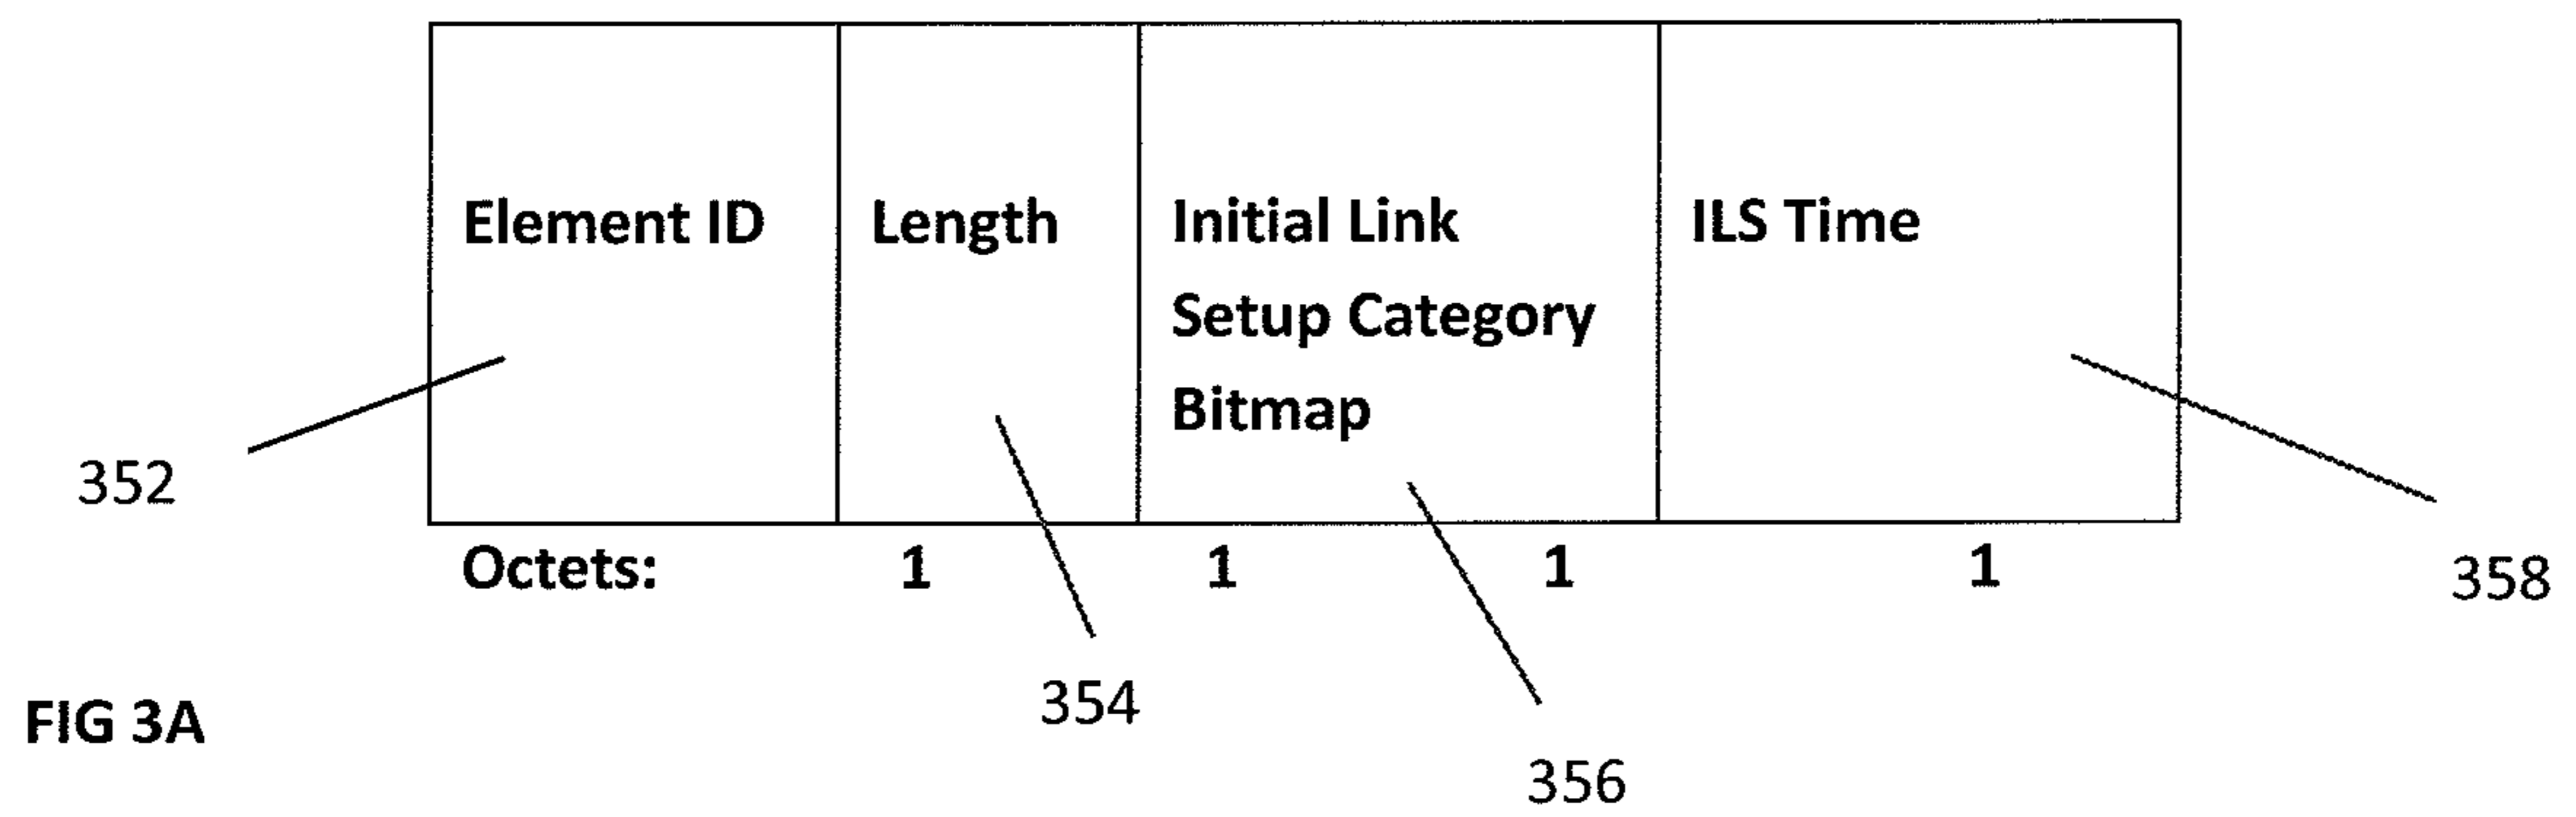 Element ID Length Initial Link ILS Time
Setup Category
Bitmap
352
Octets: 1 1 1 1
358
354
FIG 3A
356